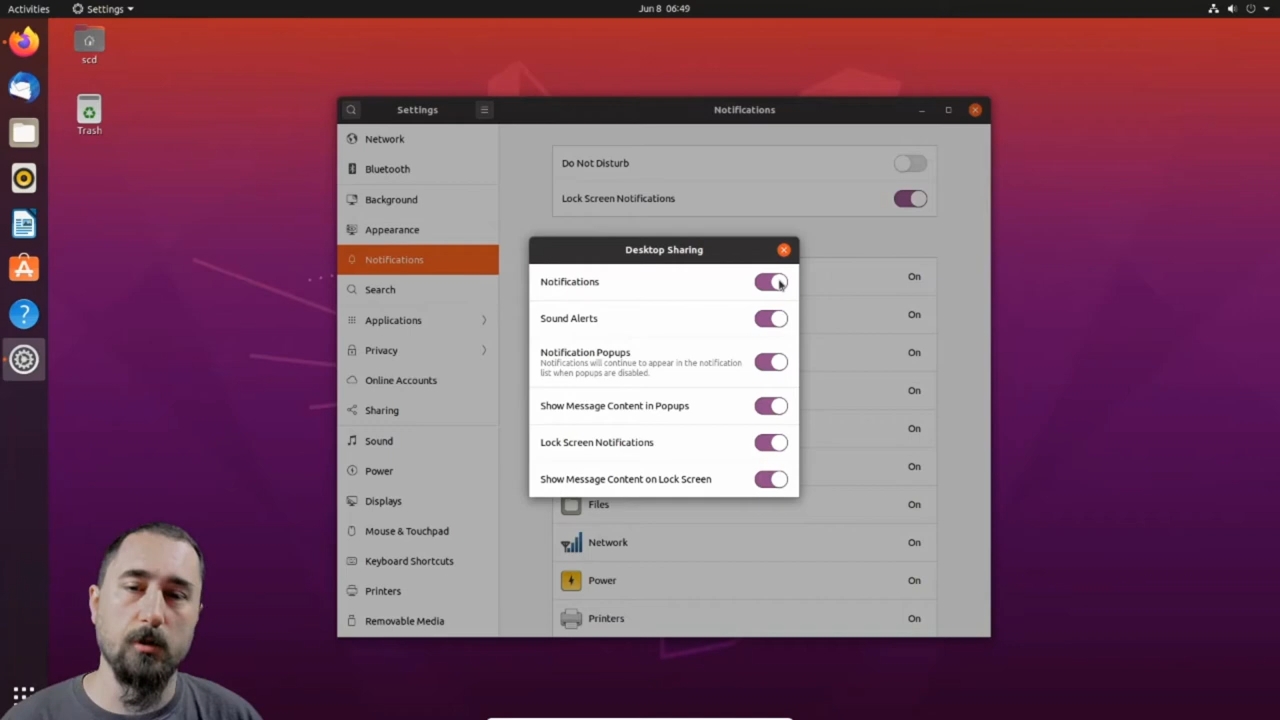 Activities
Settings
Jun 8 06:49
scd
Trash
Settings
Notifications
Network
Bluetooth
Background
Appearance
Notifications
Search
Applications
Privacy
Online Accounts
Sharing
Sound
Power
Displays
Mouse & Touchpad
Keyboard Shortcuts
Printers
Removable Media
Do Not Disturb
Lock Screen Notifications
On
On
On
On
On
On
Files On
Network On
Power On
Printers On
Desktop Sharing
Notifications
Sound Alerts
Notification Popups
Notifications will continue to appear in the notification
list when popups are disabled.
Show Message Content in Popups
Lock Screen Notifications
Show Message Content on Lock Screen